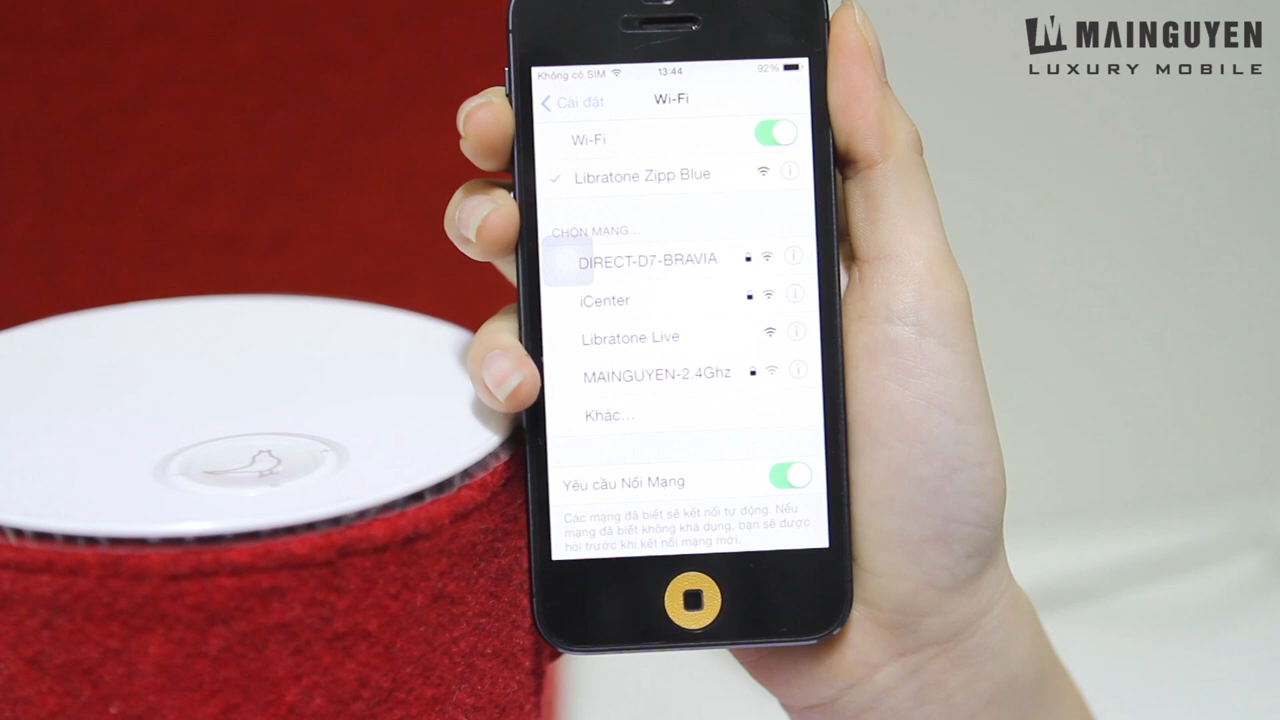 MAINGUYEN
LUXURY MOBILE
Không có SIM 13:44 92%
Cài đặt Wi-Fi
Wi-Fi
Libratone Zipp Blue
CHỌN MẠNG...
DIRECT-D7-BRAVIA
iCenter
Libratone Live
MAINGUYEN-2.4Ghz
Khác...
Yêu cầu Nối Mạng
Các mạng đã biết sẽ kết nối tự động. Nếu
mạng đã biết không khả dụng, bạn sẽ được
hỏi trước khi kết nối mạng mới.